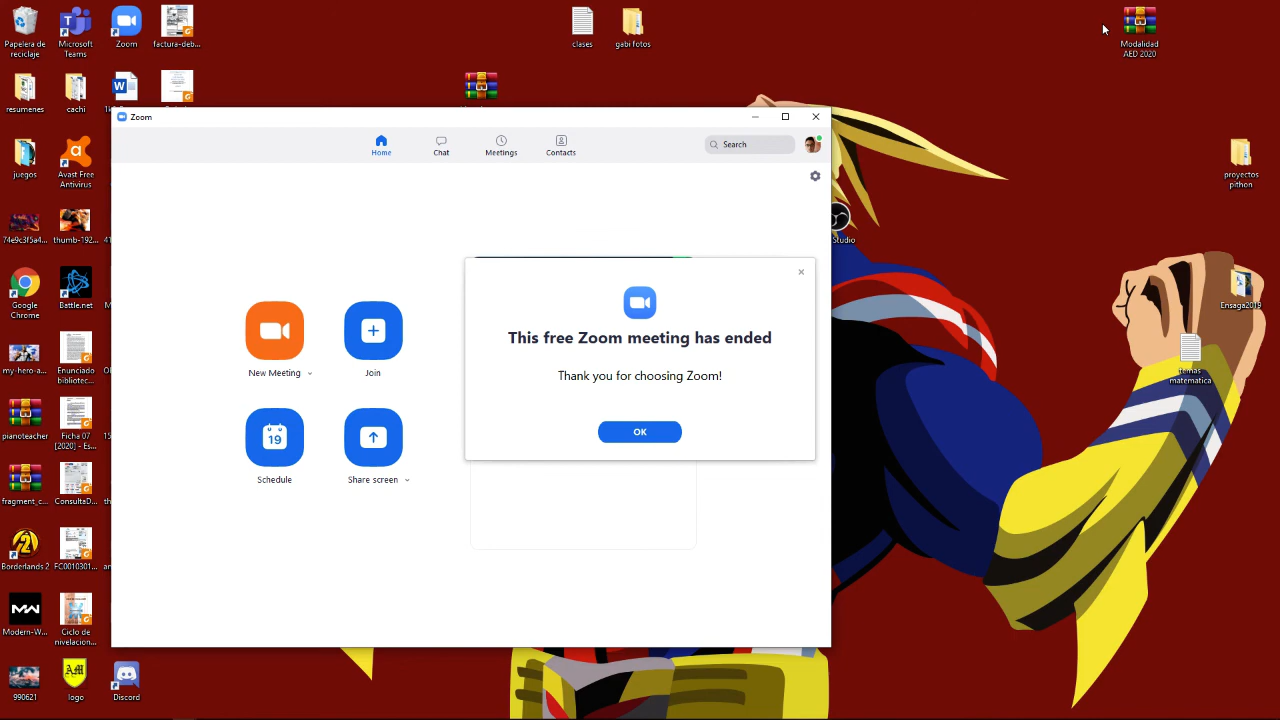 Papelera de
reciclaje
Microsoft
Teams
Zoom
factura-deb...
clases
gabi fotos
Modalidad
AED 2020
resumenes
cachi
Zoom
Home
Chat
Meetings
Contacts
Search
juegos
Avast Free
Antivirus
proyectos
pithon
74e9c3f5a4...
thumb-192...
Studio
Google
Chrome
Battle.net
Ensaga2019
This free Zoom meeting has ended
Thank you for choosing Zoom!
OK
New Meeting
Join
my-hero-a...
Enunciado
bibliotec...
temas
matematica
pianoteacher
Ficha 07
[2020] - Es...
19
Schedule
Share screen
fragment_c...
ConsultaD...
Borderlands 2
FC0010301...
Modern-W...
Ciclo de
nivelacion...
990621
AM
logo
Discord